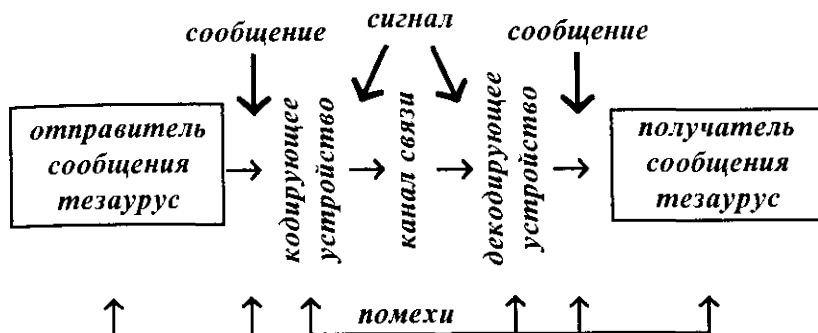 сообщение
сигнал
сообщение
отправитель
сообщения
тезаурус
кодирующее
устройство
канал связи
декодирующее
устройство
получатель
сообщения
тезаурус
помехи